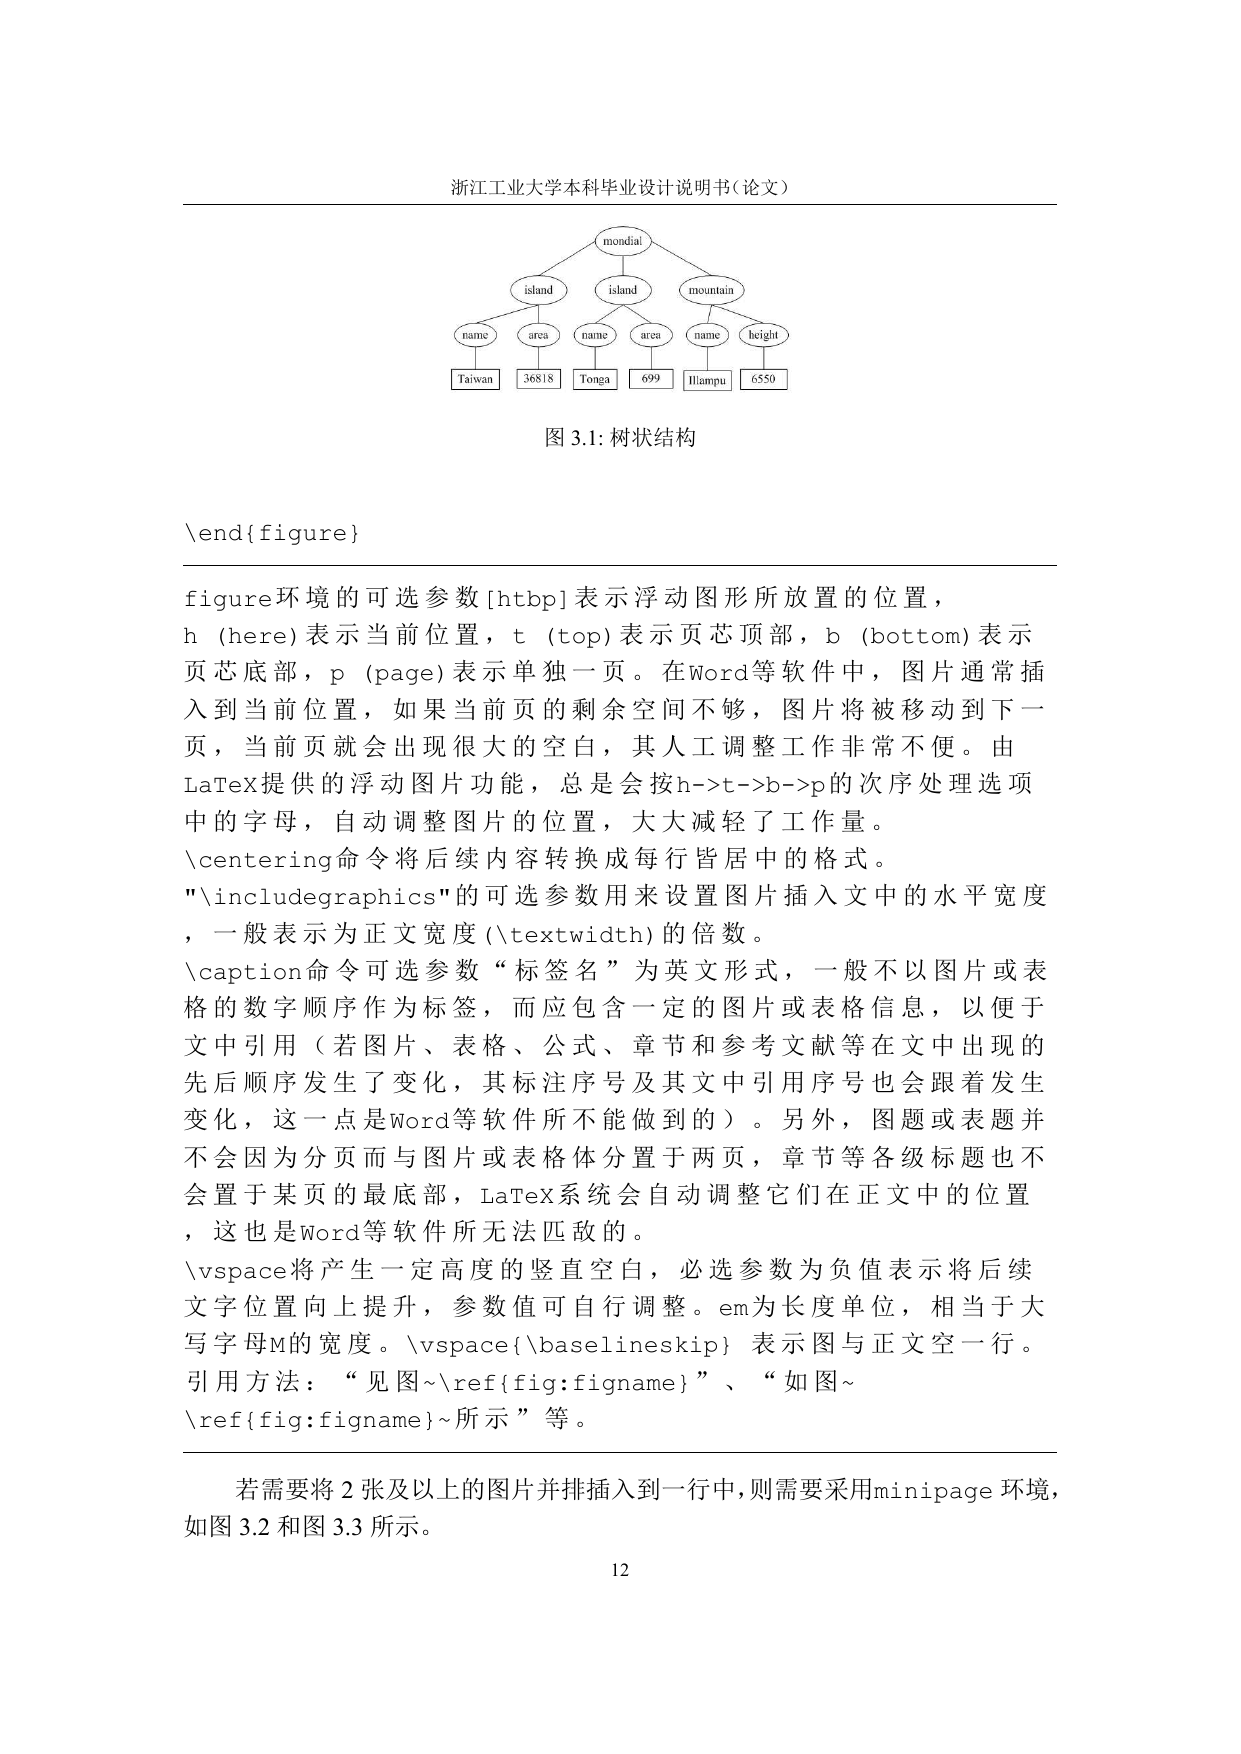 浙江工业大学本科毕业设计说明书（论文）
mondial
island island mountain
name area name area name height
Taiwan 36818 Tonga 699 Illampu 6550
图 3.1: 树状结构
\end{figure}
figure环境的可选参数[htbp]表示浮动图形所放置的位置，
h (here)表示当前位置，t (top)表示页芯顶部，b (bottom)表示
页芯底部，p (page)表示单独一页。在Word等软件中，图片通常插
入到当前位置，如果当前页的剩余空间不够，图片将被移动到下一
页，当前页就会出现很大的空白，其人工调整工作非常不便。由
LaTeX提供的浮动图片功能，总是会按h->t->b->p的次序处理选项
中的字母，自动调整图片的位置，大大减轻了工作量。
\centering命令将后续内容转换成每行皆居中的格式。
"\includegraphics"的可选参数用来设置图片插入文中的水平宽度
，一般表示为正文宽度(\textwidth)的倍数。
\caption命令可选参数“标签名”为英文形式，一般不以图片或表
格的数字顺序作为标签，而应包含一定的图片或表格信息，以便于
文中引用（若图片、表格、公式、章节和参考文献等在文中出现的
先后顺序发生了变化，其标注序号及其文中引用序号也会跟着发生
变化，这一点是Word等软件所不能做到的）。另外，图题或表题并
不会因为分页而与图片或表格体分置于两页，章节等各级标题也不
会置于某页的最底部，LaTeX系统会自动调整它们在正文中的位置
，这也是Word等软件所无法匹敌的。
\vspace将产生一定高度的竖直空白，必选参数为负值表示将后续
文字位置向上提升，参数值可自行调整。em为长度单位，相当于大
写字母M的宽度。\vspace{\baselineskip} 表示图与正文空一行。
引用方法：“见图~\ref{fig:figname}”、“如图~
\ref{fig:figname}~所示”等。
若需要将 2 张及以上的图片并排插入到一行中，则需要采用minipage 环境，
如图 3.2 和图 3.3 所示。
12